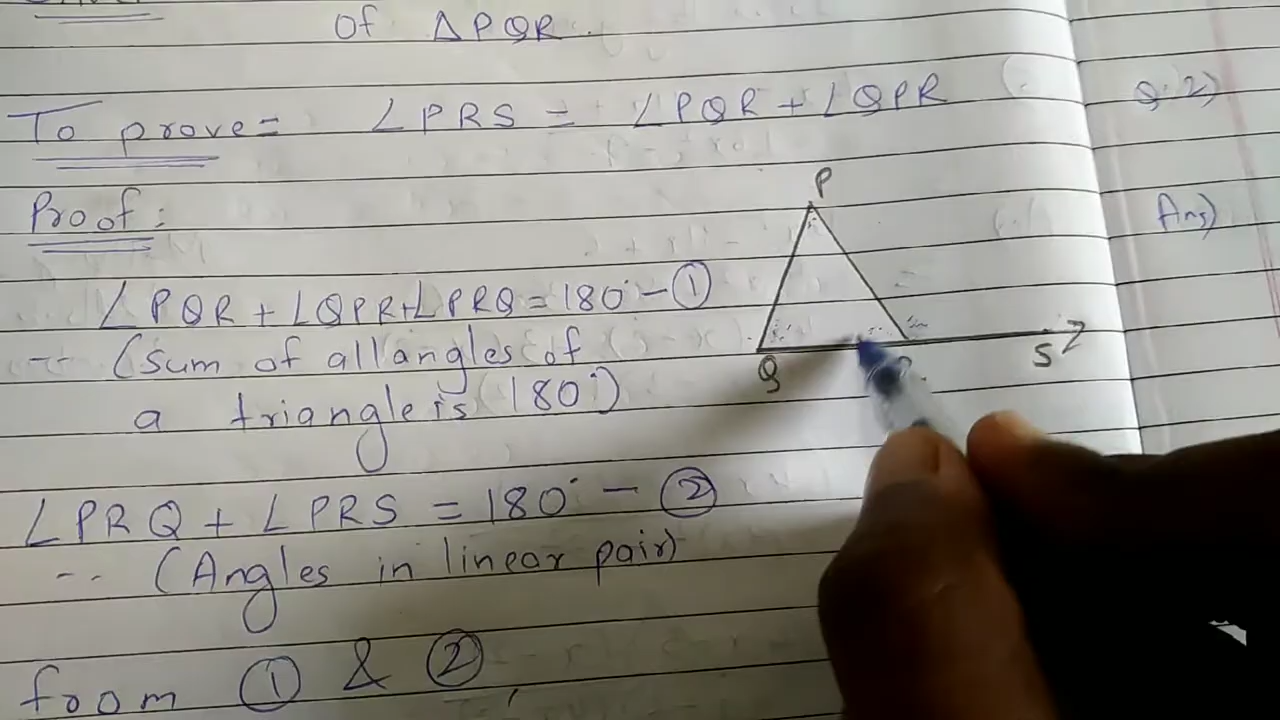 Of ΔPQR.
To prove = ∠PRS = ∠PQR + ∠QPR
Q.2)
Proof:
Ans)
P
∠PQR + ∠QPR + ∠PRQ = 180° - ①
-- (Sum of all angles of
a triangle is 180°)
Q
S
∠PRQ + ∠PRS = 180° - ②
-- (Angles in linear pair)
from ① & ②